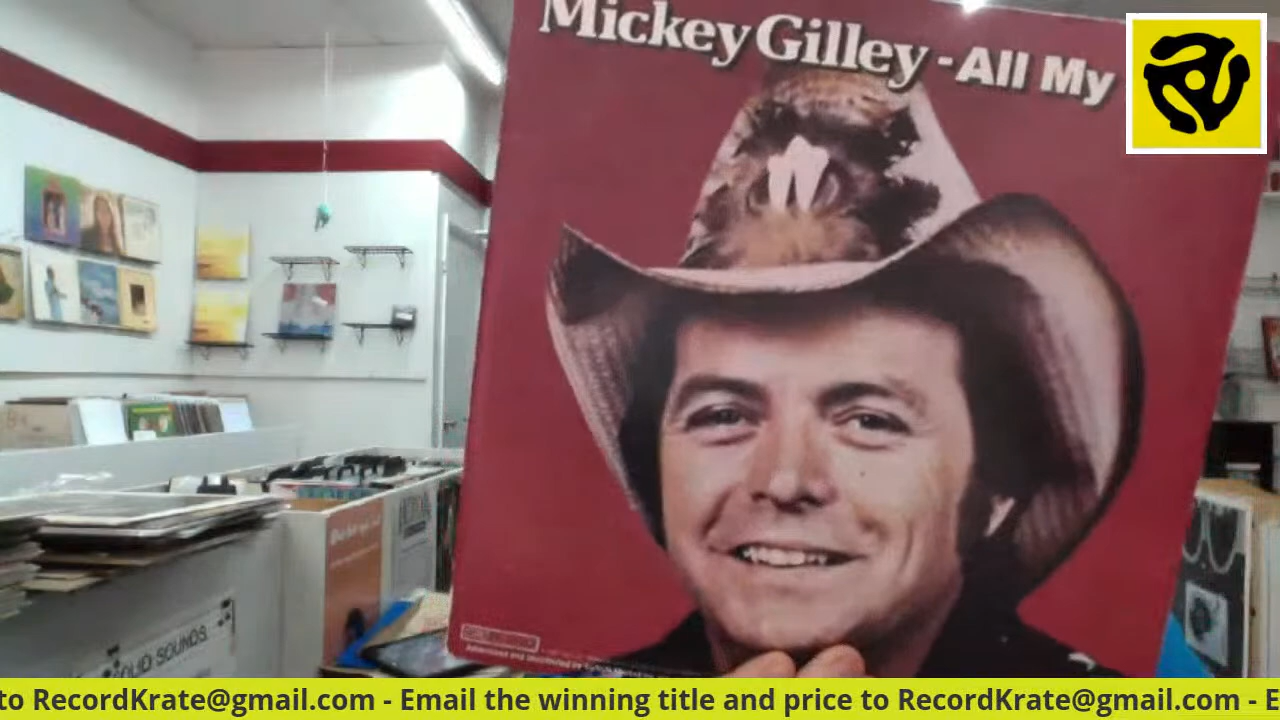 Mickey Gilley - All My
OLID SOUNDS.
to RecordKrate@gmail.com - Email the winning title and price to RecordKrate@gmail.com - E